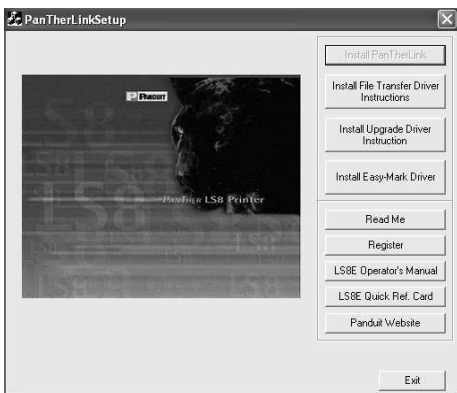 PanTherLinkSetup
Install PanTherLink
Install File Transfer Driver
Instructions
Install Upgrade Driver
Instruction
Install Easy-Mark Driver
Read Me
Register
LS8E Operator's Manual
LS8E Quick Ref. Card
Panduit Website
Exit
PANDUIT
PANTHER LS8 Printer
LS8